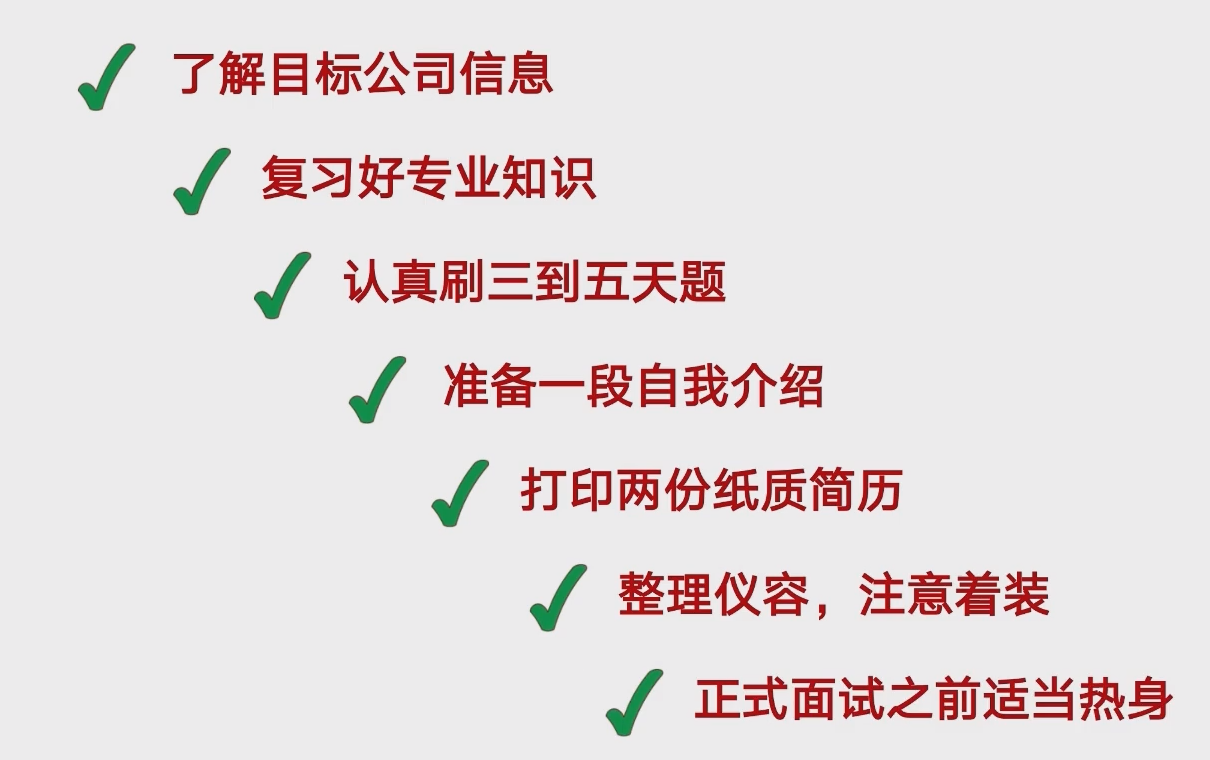 了解目标公司信息
复习好专业知识
认真刷三到五天题
准备一段自我介绍
打印两份纸质简历
整理仪容，注意着装
正式面试之前适当热身